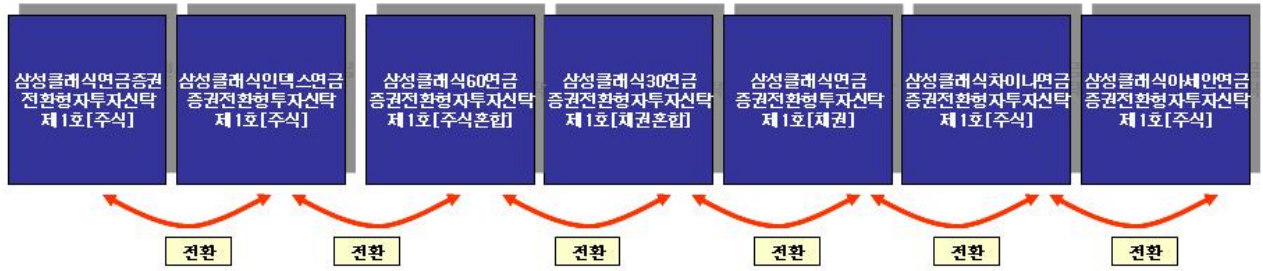 삼성클래식연금증권
전환형자투자신탁
제1호[주식]
삼성클래식인덱스연금
증권전환형투자신탁
제1호[주식]
삼성클래식60연금
증권전환형자투자신탁
제1호[주식혼합]
삼성클래식30연금
증권전환형자투자신탁
제1호[채권혼합]
삼성클래식연금
증권전환형자투자신탁
제1호[채권]
삼성클래식차이나연금
증권전환형자투자신탁
제1호[주식]
삼성클래식아세안연금
증권전환형자투자신탁
제1호[주식]
전환
전환
전환
전환
전환
전환